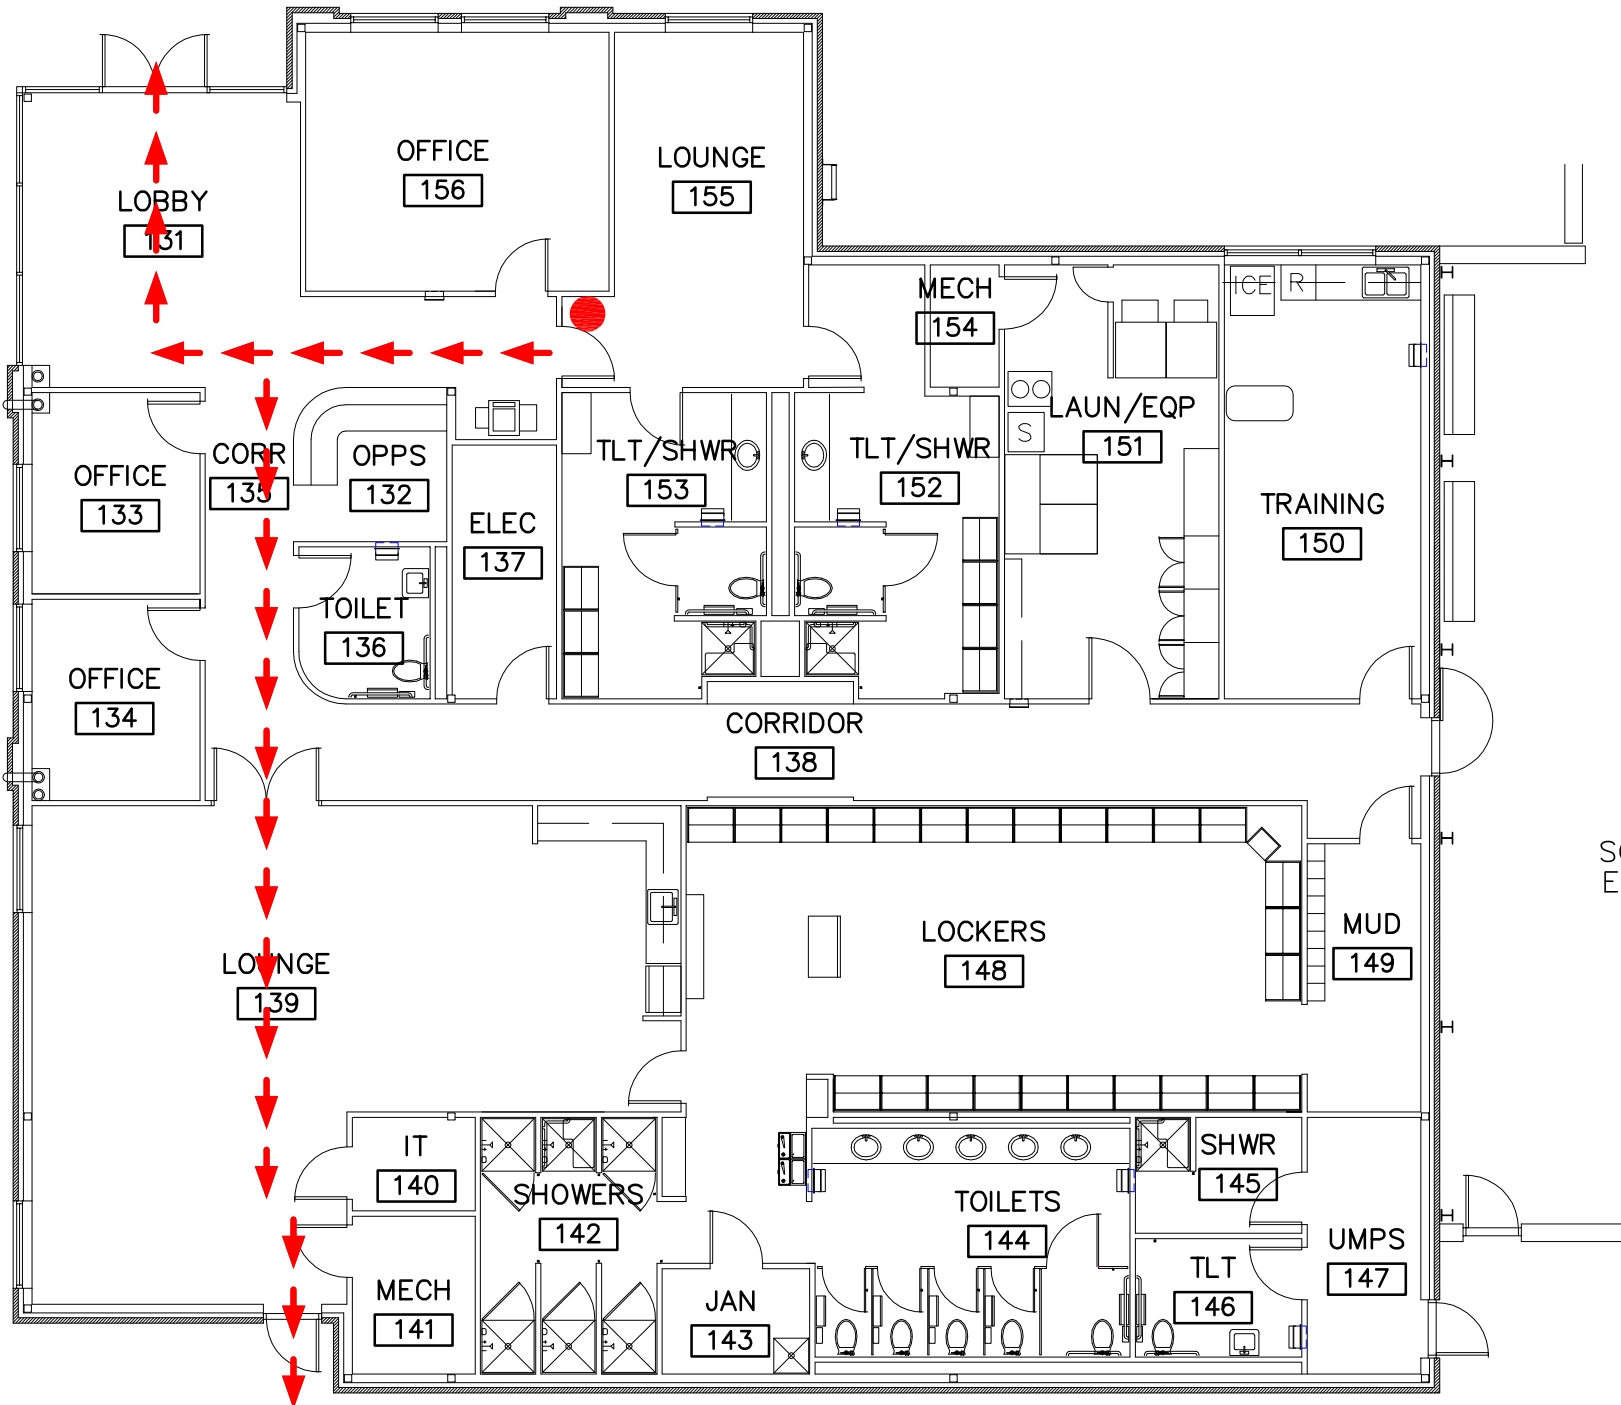 OFFICE
156
LOUNGE
155
LOBBY
131
MECH
154
ICE
R
LAUN/EQP
151
S
CORR
135
OPPS
132
TLT/SHWR
153
TLT/SHWR
152
OFFICE
133
ELEC
137
TRAINING
150
TOILET
136
OFFICE
134
CORRIDOR
138
LOUNGE
139
LOCKERS
148
MUD
149
IT
140
SHOWERS
142
TOILETS
144
SHWR
145
UMPS
147
MECH
141
JAN
143
TLT
146